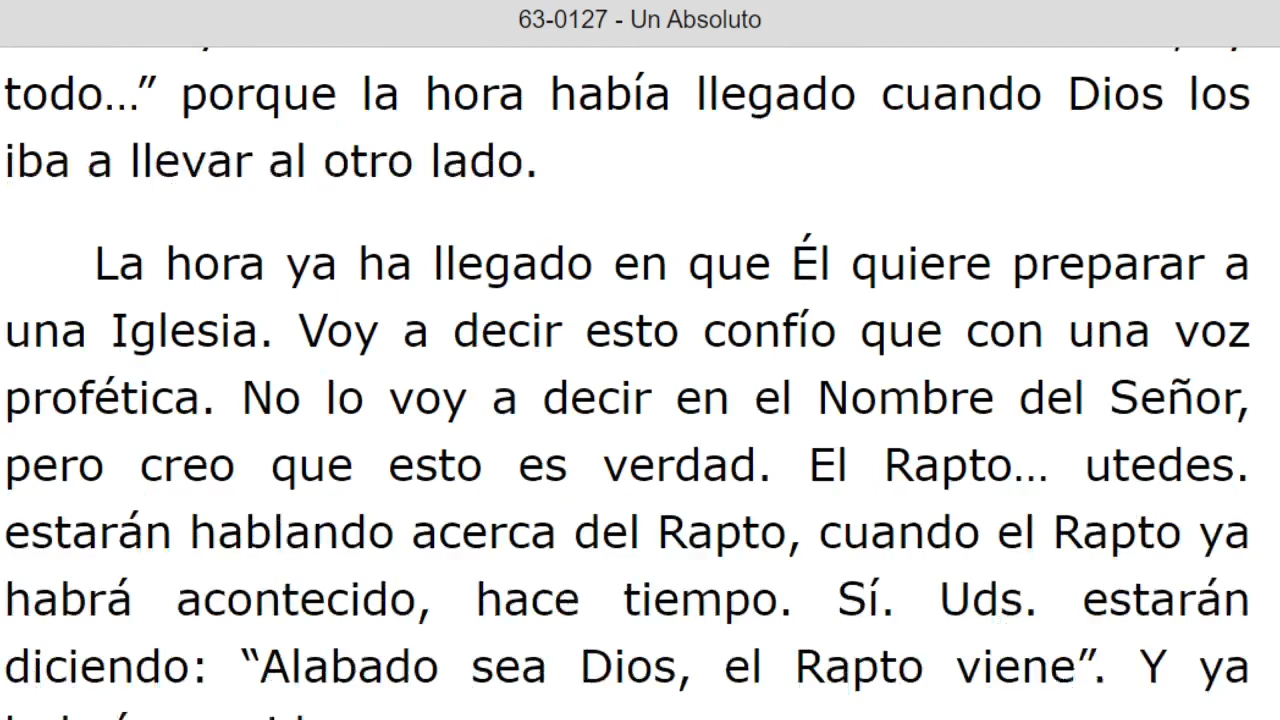 63-0127 - Un Absoluto
todo…” porque la hora había llegado cuando Dios los
iba a llevar al otro lado.
La hora ya ha llegado en que Él quiere preparar a
una Iglesia. Voy a decir esto confío que con una voz
profética. No lo voy a decir en el Nombre del Señor,
pero creo que esto es verdad. El Rapto… utedes.
estarán hablando acerca del Rapto, cuando el Rapto ya
habrá acontecido, hace tiempo. Sí. Uds. estarán
diciendo: “Alabado sea Dios, el Rapto viene”. Y ya